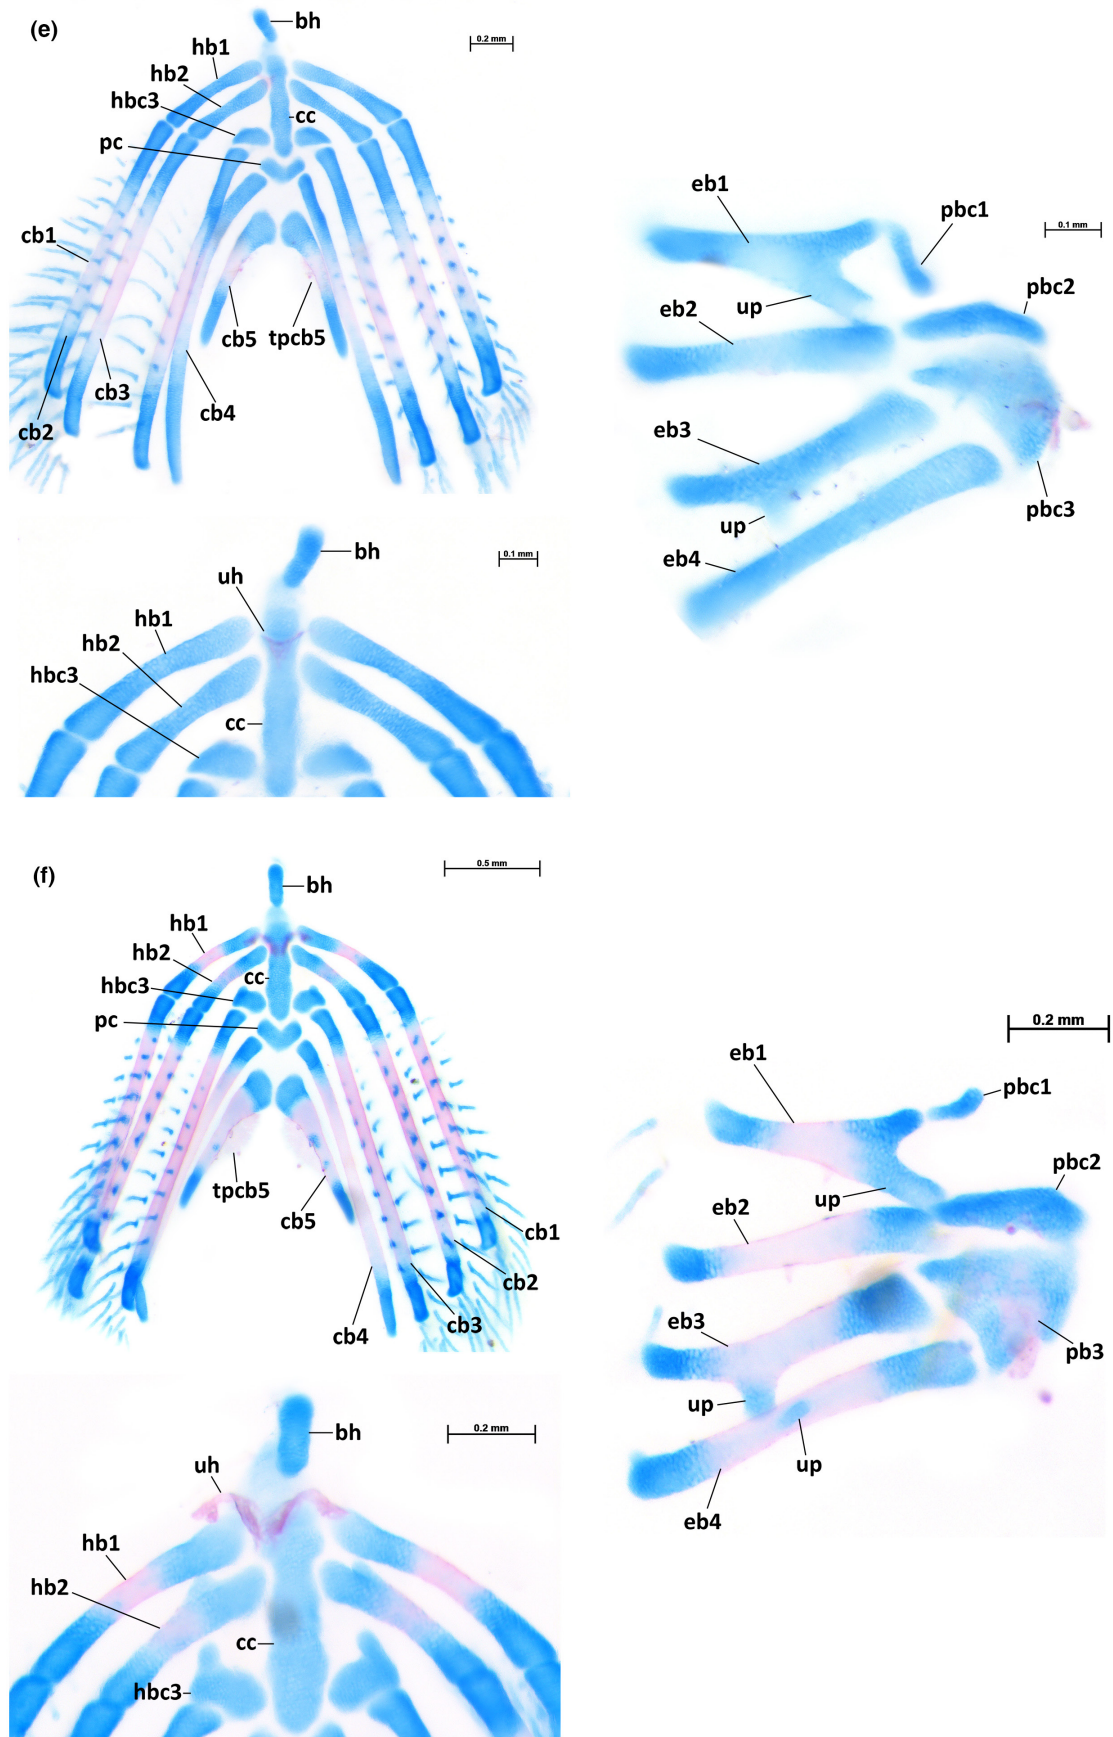 (e)
bh
0.2 mm
hb1
hb2
hbc3
cc
pc
cb1
cb5
tpcb5
cb3
cb4
cb2
eb1
pbc1
0.1 mm
pbc2
up
eb2
eb3
pbc3
up
eb4
bh
0.1 mm
uh
hb1
hb2
hbc3
cc
(f)
0.5 mm
bh
hb1
hb2
cc
hbc3
pc
tpcb5
cb5
cb1
cb2
cb3
cb4
0.2 mm
eb1
pbc1
pbc2
up
eb2
eb3
pb3
up
up
eb4
bh
0.2 mm
uh
hb1
hb2
cc
hbc3